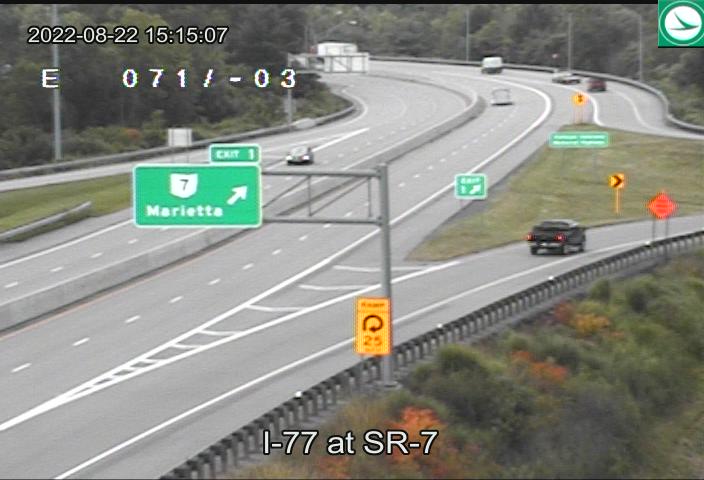 2022-08-22 15:15:07
E 071/-03
EXIT 1
7
Marietta
EXIT
1
25
I-77 at SR-7